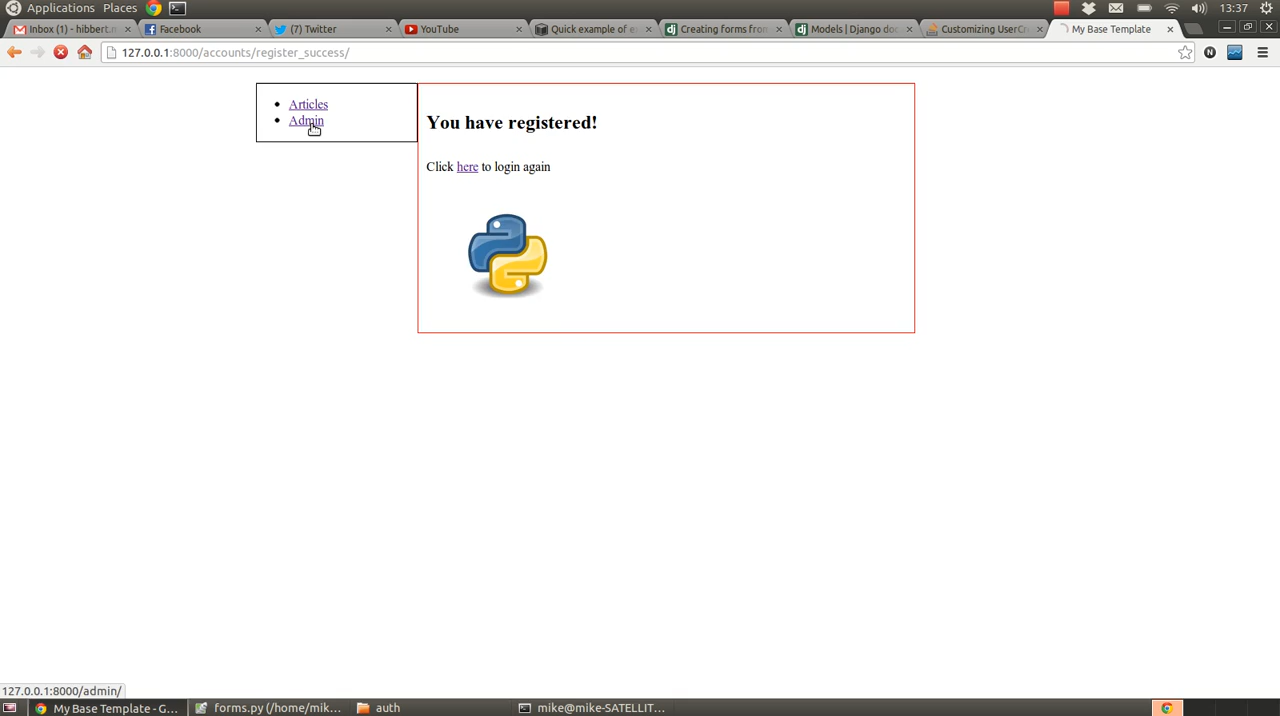 Applications Places 13:37
Inbox (1) - hibbert.m Facebook (7) Twitter YouTube Quick example of e Creating forms from Models | Django doc Customizing UserCr My Base Template
127.0.0.1:8000/accounts/register_success/
Articles
Admin
You have registered!
Click here to login again
127.0.0.1:8000/admin/
My Base Template - G... forms.py (/home/mik... auth mike@mike-SATELLIT...